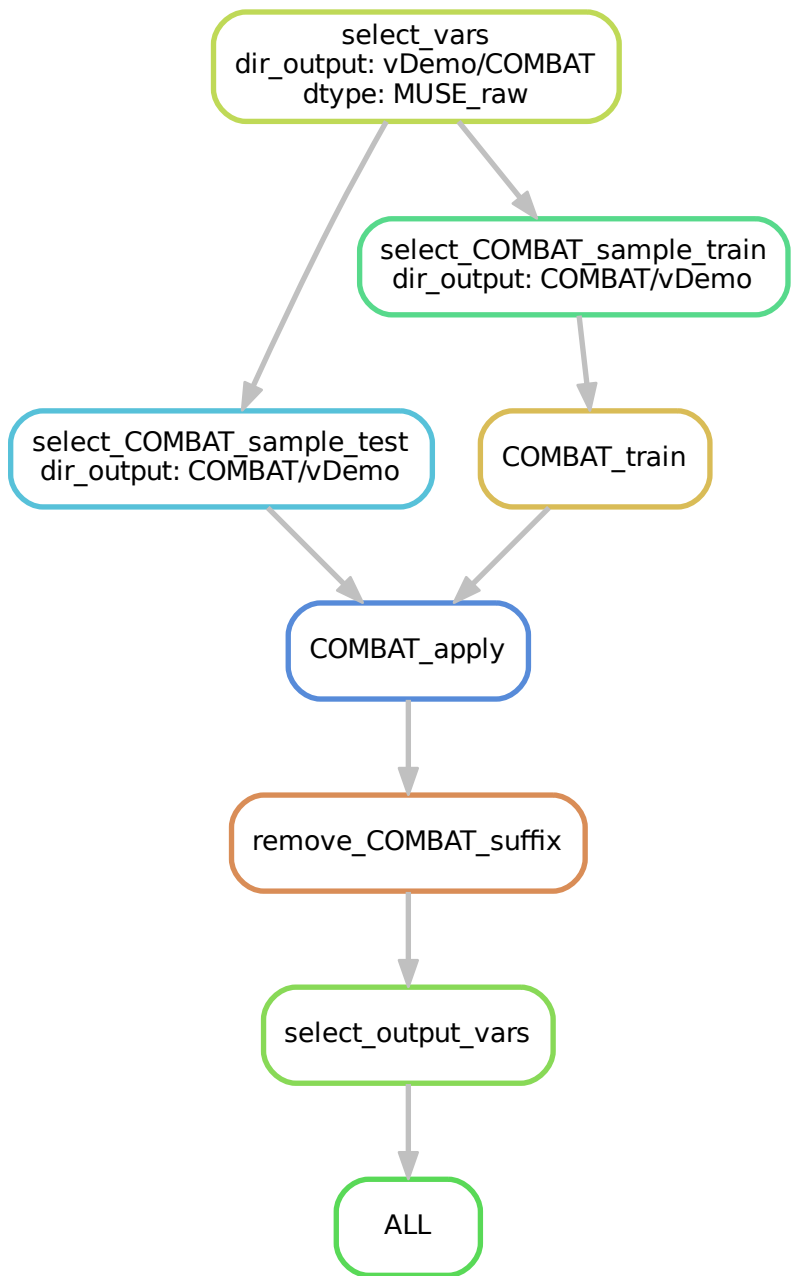 select_vars
dir_output: vDemo/COMBAT
dtype: MUSE_raw
select_COMBAT_sample_train
dir_output: COMBAT/vDemo
select_COMBAT_sample_test
dir_output: COMBAT/vDemo
COMBAT_train
COMBAT_apply
remove_COMBAT_suffix
select_output_vars
ALL